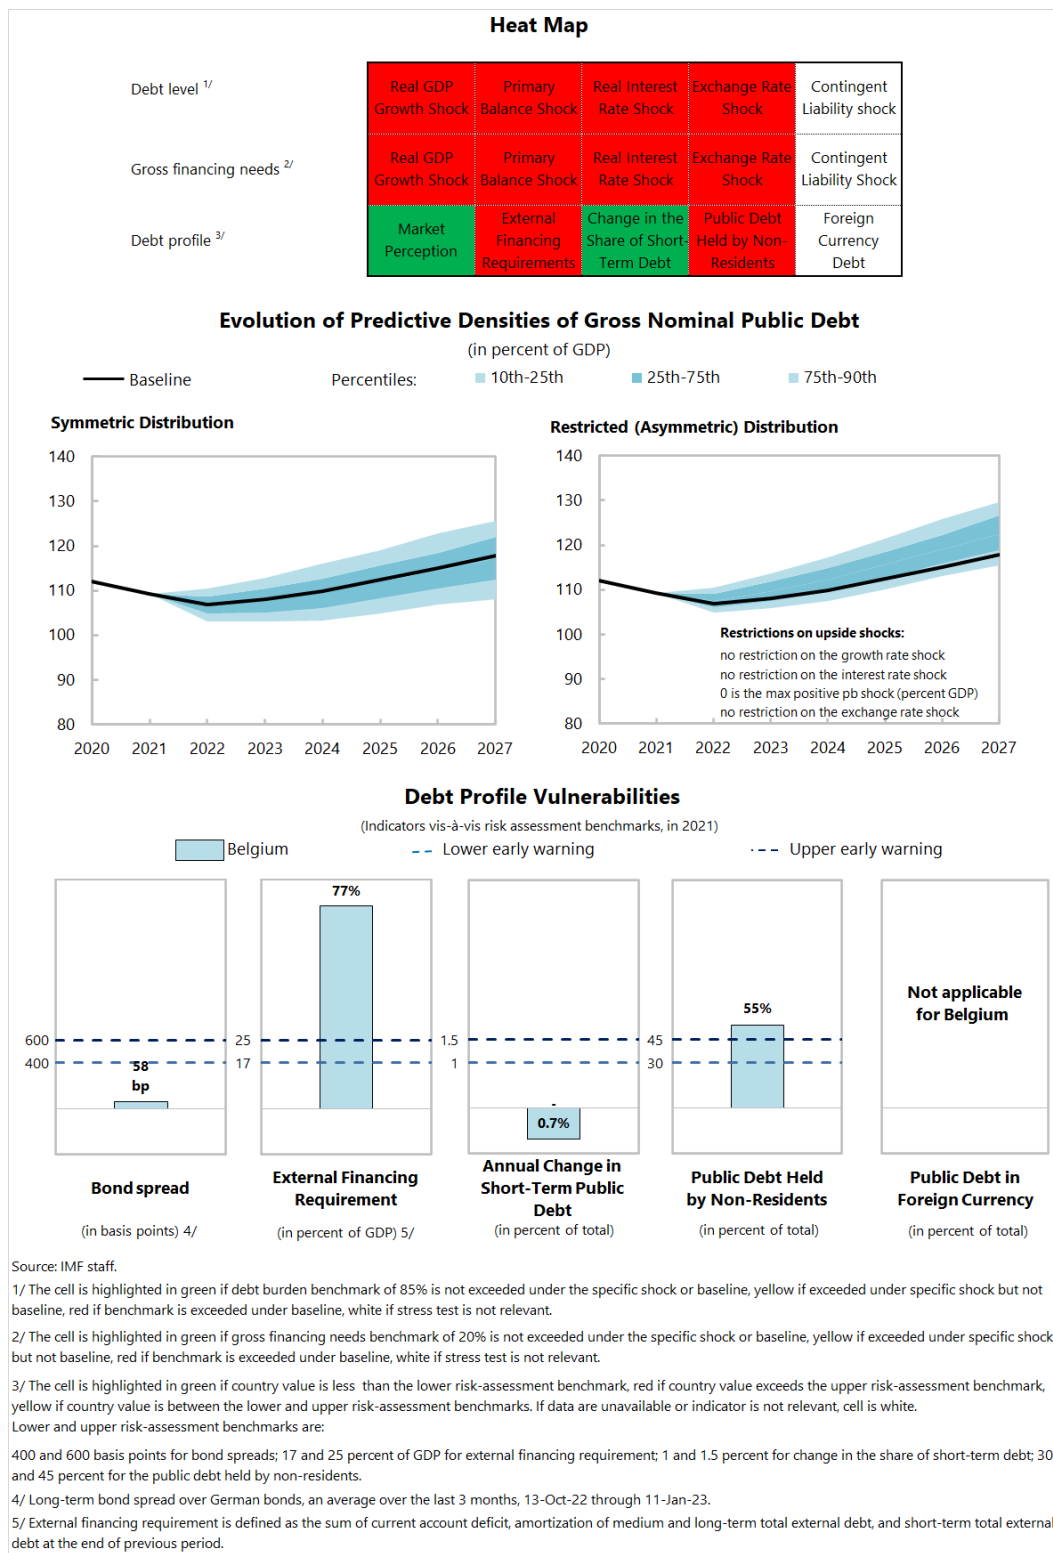 Heat Map
Debt level 1/
Real GDP Growth Shock
Primary Balance Shock
Real Interest Rate Shock
Exchange Rate Shock
Contingent Liability shock
Gross financing needs 2/
Real GDP Growth Shock
Primary Balance Shock
Real Interest Rate Shock
Exchange Rate Shock
Contingent Liability Shock
Debt profile 3/
Market Perception
External Financing Requirements
Change in the Share of Short-Term Debt
Public Debt Held by Non-Residents
Foreign Currency Debt
Evolution of Predictive Densities of Gross Nominal Public Debt
(in percent of GDP)
Baseline
Percentiles:
10th-25th
25th-75th
75th-90th
Symmetric Distribution
140
130
120
110
100
90
80
2020 2021 2022 2023 2024 2025 2026 2027
Restricted (Asymmetric) Distribution
140
130
120
110
100
90
80
Restrictions on upside shocks:
no restriction on the growth rate shock
no restriction on the interest rate shock
0 is the max positive pb shock (percent GDP)
no restriction on the exchange rate shock
2020 2021 2022 2023 2024 2025 2026 2027
Debt Profile Vulnerabilities
(Indicators vis-à-vis risk assessment benchmarks, in 2021)
Belgium
Lower early warning
Upper early warning
600
400
58
bp
Bond spread
(in basis points) 4/
77%
25
17
External Financing
Requirement
(in percent of GDP) 5/
1.5
1
-
0.7%
Annual Change in
Short-Term Public
Debt
(in percent of total)
55%
45
30
Public Debt Held
by Non-Residents
(in percent of total)
Not applicable
for Belgium
Public Debt in
Foreign Currency
(in percent of total)
Source: IMF staff.
1/ The cell is highlighted in green if debt burden benchmark of 85% is not exceeded under the specific shock or baseline, yellow if exceeded under specific shock but not
baseline, red if benchmark is exceeded under baseline, white if stress test is not relevant.
2/ The cell is highlighted in green if gross financing needs benchmark of 20% is not exceeded under the specific shock or baseline, yellow if exceeded under specific shock
but not baseline, red if benchmark is exceeded under baseline, white if stress test is not relevant.
3/ The cell is highlighted in green if country value is less than the lower risk-assessment benchmark, red if country value exceeds the upper risk-assessment benchmark,
yellow if country value is between the lower and upper risk-assessment benchmarks. If data are unavailable or indicator is not relevant, cell is white.
Lower and upper risk-assessment benchmarks are:
400 and 600 basis points for bond spreads; 17 and 25 percent of GDP for external financing requirement; 1 and 1.5 percent for change in the share of short-term debt; 30
and 45 percent for the public debt held by non-residents.
4/ Long-term bond spread over German bonds, an average over the last 3 months, 13-Oct-22 through 11-Jan-23.
5/ External financing requirement is defined as the sum of current account deficit, amortization of medium and long-term total external debt, and short-term total external
debt at the end of previous period.